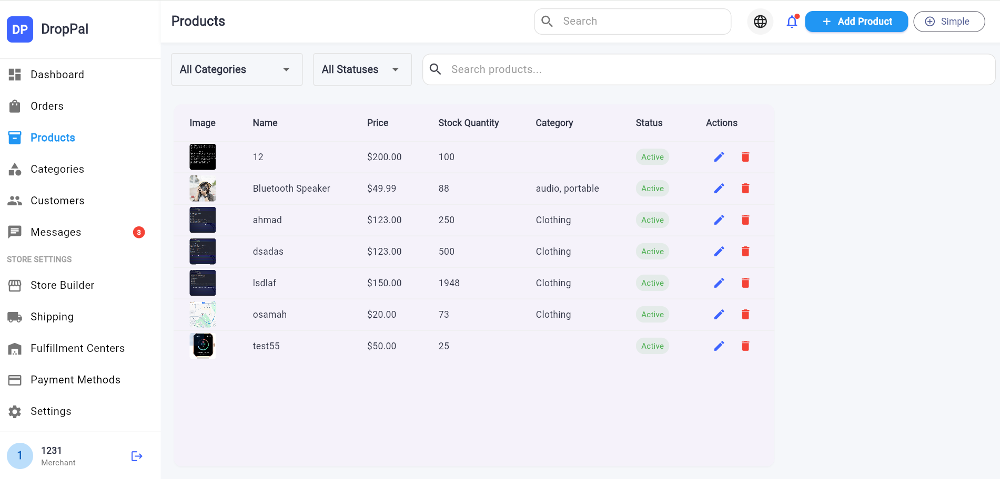 DP DropPal
Dashboard
Orders
Products
Categories
Customers
Messages 3
STORE SETTINGS
Store Builder
Shipping
Fulfillment Centers
Payment Methods
Settings
1 1231
Merchant
Products
Search
Add Product
Simple
All Categories
All Statuses
Search products...
Image Name Price Stock Quantity Category Status Actions
12 $200.00 100 Active
Bluetooth Speaker $49.99 88 audio, portable Active
ahmad $123.00 250 Clothing Active
dsadas $123.00 500 Clothing Active
lsdlaf $150.00 1948 Clothing Active
osamah $20.00 73 Clothing Active
test55 $50.00 25 Active